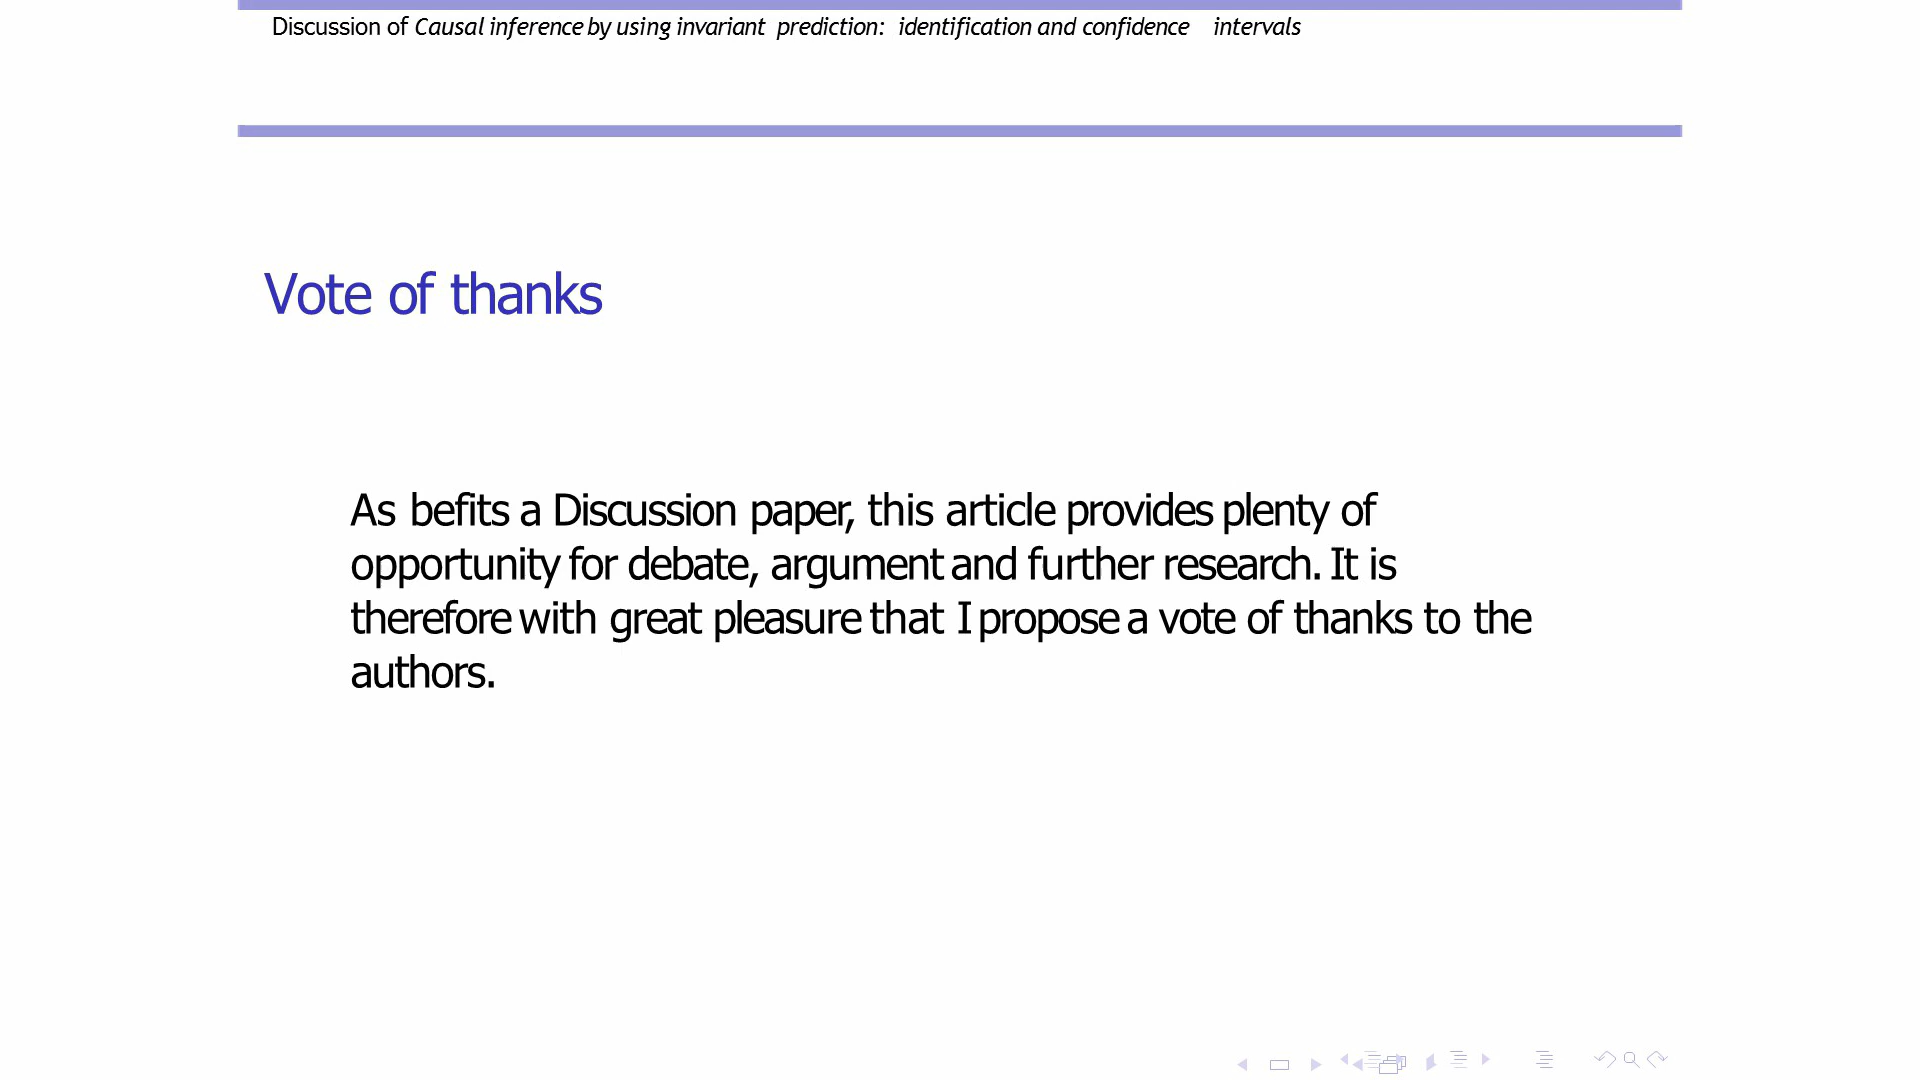 Discussion of Causal inference by using invariant prediction: identification and confidence intervals
Vote of thanks
As befits a Discussion paper, this article provides plenty of
opportunity for debate, argument and further research. It is
therefore with great pleasure that I propose a vote of thanks to the
authors.